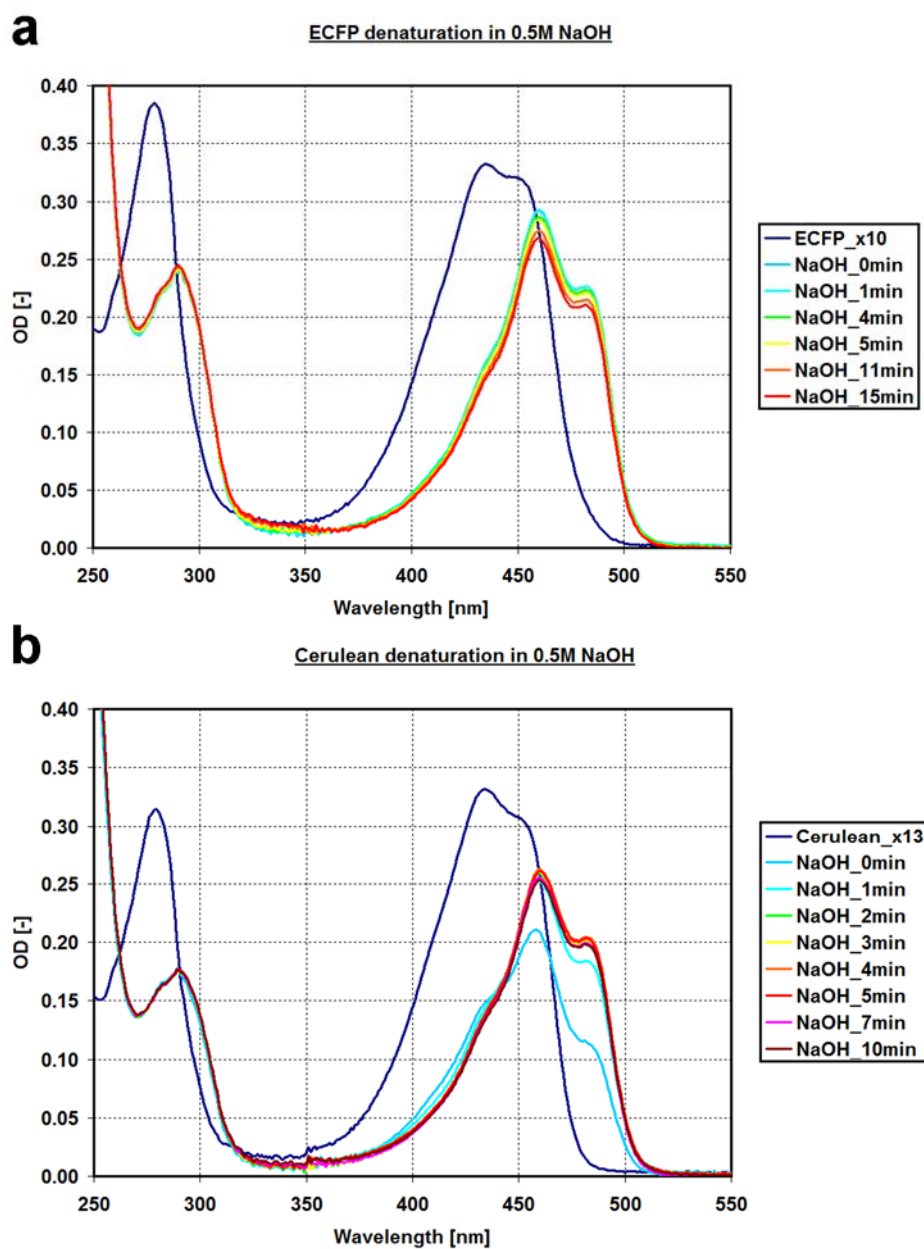 a
ECFP denaturation in 0.5M NaOH
0.40
0.35
0.30
0.25
0.20
0.15
0.10
0.05
0.00
OD [-]
250 300 350 400 450 500 550
Wavelength [nm]
ECFP_x10
NaOH_0min
NaOH_1min
NaOH_4min
NaOH_5min
NaOH_11min
NaOH_15min
b
Cerulean denaturation in 0.5M NaOH
0.40
0.35
0.30
0.25
0.20
0.15
0.10
0.05
0.00
OD [-]
250 300 350 400 450 500 550
Wavelength [nm]
Cerulean_x13
NaOH_0min
NaOH_1min
NaOH_2min
NaOH_3min
NaOH_4min
NaOH_5min
NaOH_7min
NaOH_10min